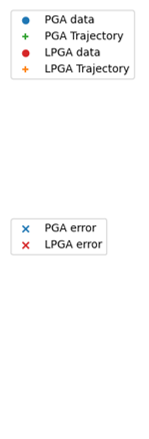 PGA data
PGA Trajectory
LPGA data
LPGA Trajectory
PGA error
LPGA error